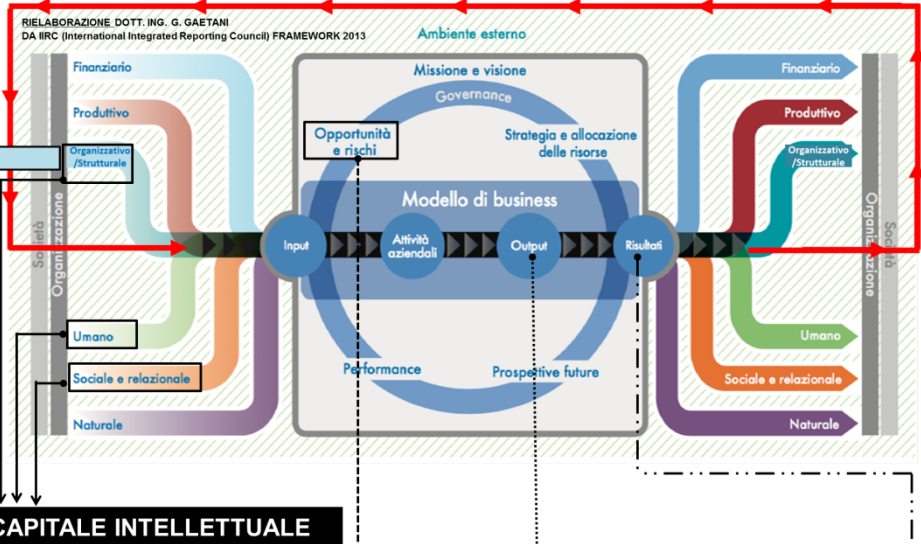 RIELABORAZIONE DOTT. ING. G. GAETANI
DA IIRC (International Integrated Reporting Council) FRAMEWORK 2013
Ambiente esterno
Società
Organizzazione
Finanziario
Produttivo
Organizzativo
/Strutturale
Umano
Sociale e relazionale
Naturale
Missione e visione
Governance
Opportunità
e rischi
Strategia e allocazione
delle risorse
Modello di business
Input
Attività
aziendali
Output
Risultati
Performance
Prospettive future
Finanziario
Produttivo
Organizzativo
/Strutturale
Umano
Sociale e relazionale
Naturale
Organizzazione
Società
CAPITALE INTELLETTUALE